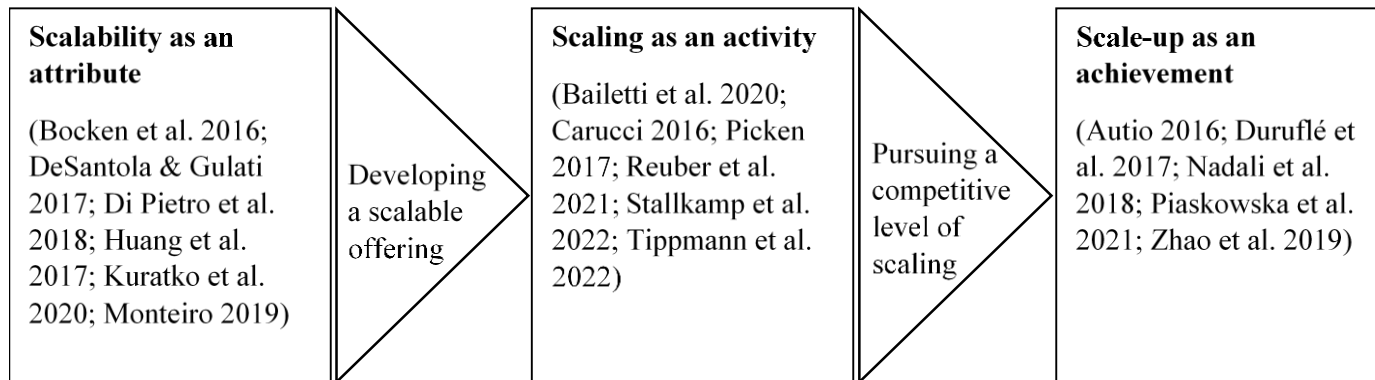 Scalability as an
attribute
(Bocken et al. 2016;
DeSantola & Gulati
2017; Di Pietro et al.
2018; Huang et al.
2017; Kuratko et al.
2020; Monteiro 2019)
Developing
a scalable
offering
Scaling as an activity
(Bailetti et al. 2020;
Carucci 2016; Picken
2017; Reuber et al.
2021; Stallkamp et al.
2022; Tippmann et al.
2022)
Pursuing a
competitive
level of
scaling
Scale-up as an
achievement
(Autio 2016; Duruflé et
al. 2017; Nadali et al.
2018; Piaskowska et al.
2021; Zhao et al. 2019)